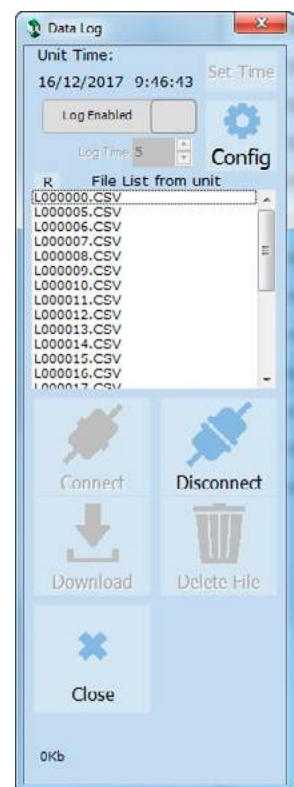 Data Log
Unit Time:
16/12/2017 9:46:43 Set Time
Log Enabled
Log Time 5
Config
R File List from unit
L000000.CSV
L000005.CSV
L000006.CSV
L000007.CSV
L000008.CSV
L000009.CSV
L000010.CSV
L000011.CSV
L000012.CSV
L000013.CSV
L000014.CSV
L000015.CSV
L000016.CSV
L000017.CSV
Connect Disconnect
Download Delete File
Close
0Kb